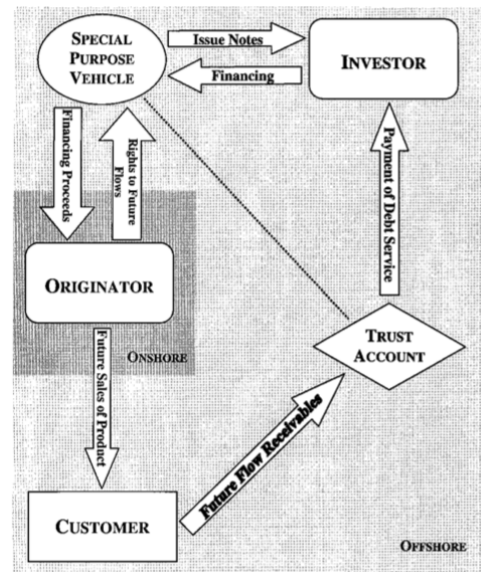 SPECIAL
PURPOSE
VEHICLE
Issue Notes
Financing
INVESTOR
Financing Proceeds
Rights to Future
Flows
Payment of Debt Service
ORIGINATOR
ONSHORE
TRUST
ACCOUNT
Future Sales of Product
Future Flow Receivables
CUSTOMER
OFFSHORE